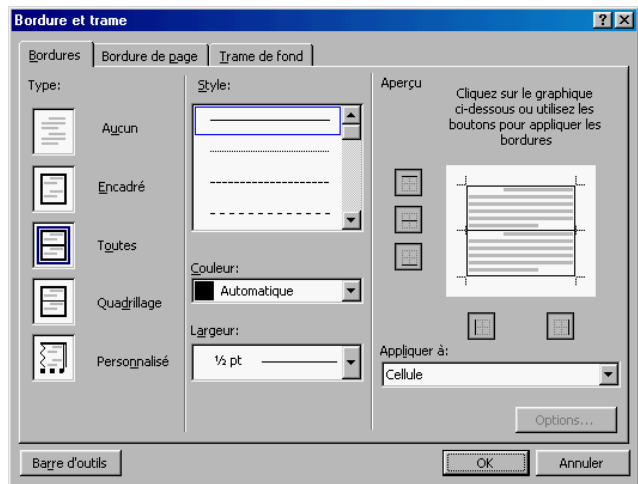 Bordure et trame
Bordures
Bordure de page
Trame de fond
Type:
Aucun
Encadré
Toutes
Quadrillage
Personnalisé
Style:
Couleur:
Automatique
Largeur:
½ pt
Aperçu
Cliquez sur le graphique
ci-dessous ou utilisez les
boutons pour appliquer les
bordures
Appliquer à:
Cellule
Options...
Barre d'outils
OK
Annuler